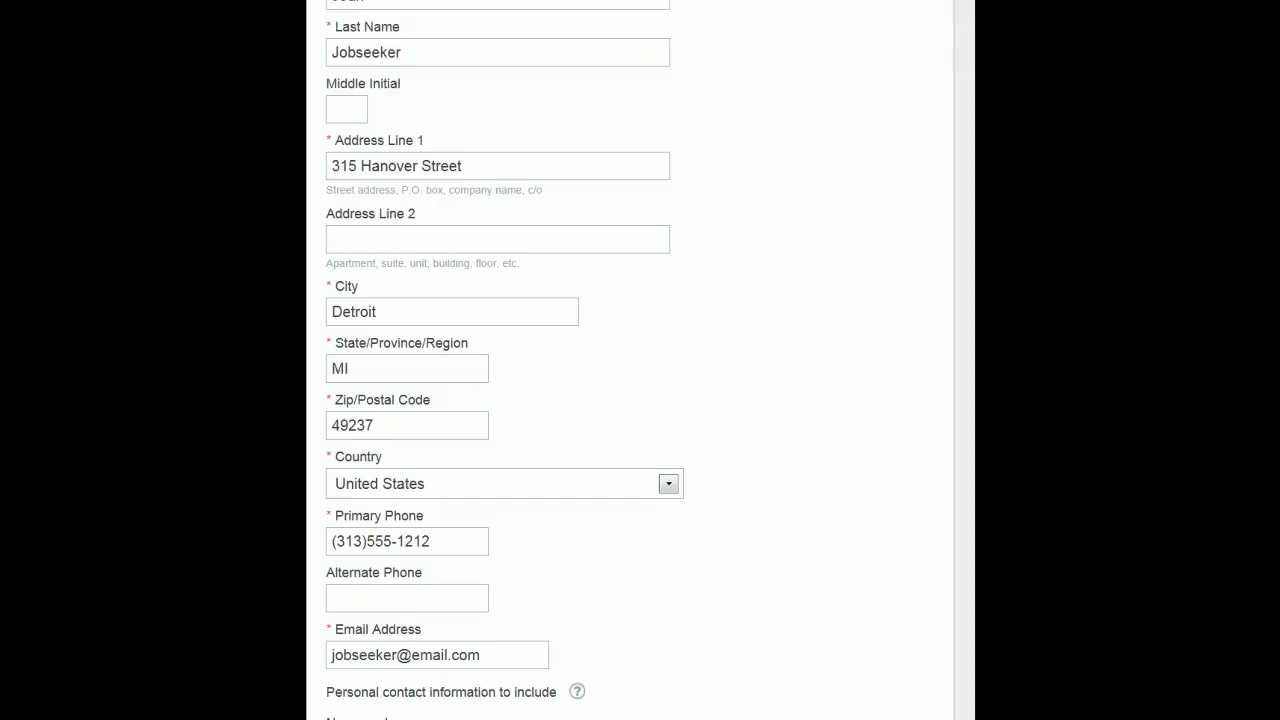 * Last Name
Jobseeker
Middle Initial
* Address Line 1
315 Hanover Street
Street address, P.O. box, company name, c/o
Address Line 2
Apartment, suite, unit, building, floor, etc.
* City
Detroit
* State/Province/Region
MI
* Zip/Postal Code
49237
* Country
United States
* Primary Phone
(313)555-1212
Alternate Phone
* Email Address
jobseeker@email.com
Personal contact information to include ?